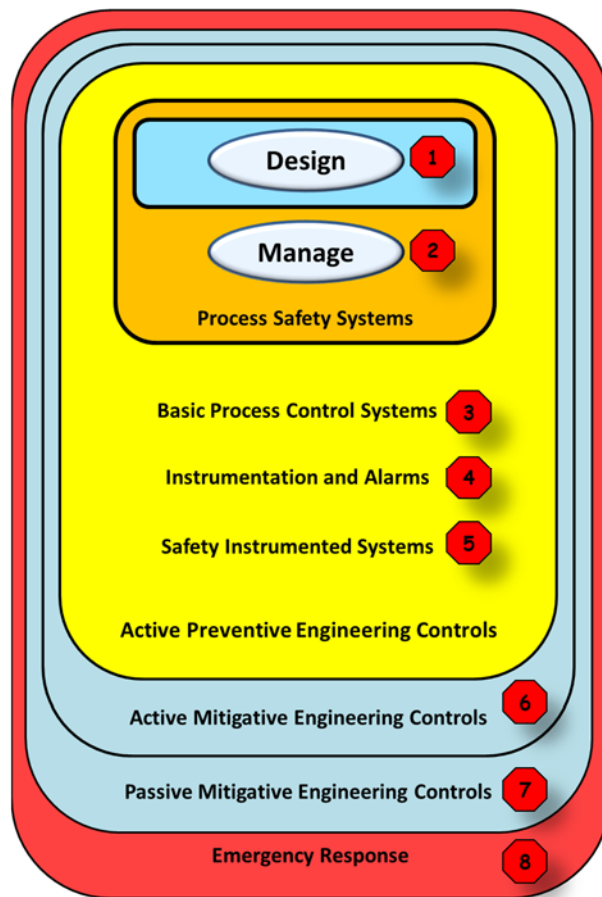 Design 1
Manage 2
Process Safety Systems
Basic Process Control Systems 3
Instrumentation and Alarms 4
Safety Instrumented Systems 5
Active Preventive Engineering Controls
Active Mitigative Engineering Controls 6
Passive Mitigative Engineering Controls 7
Emergency Response 8